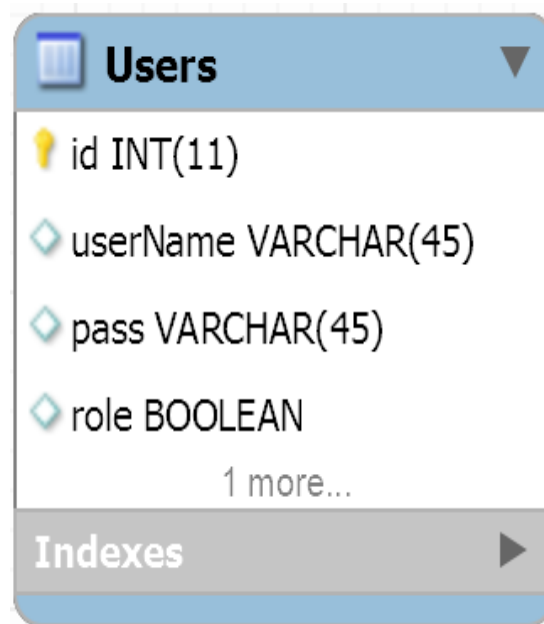 Users
id INT(11)
userName VARCHAR(45)
pass VARCHAR(45)
role BOOLEAN
1 more...
Indexes